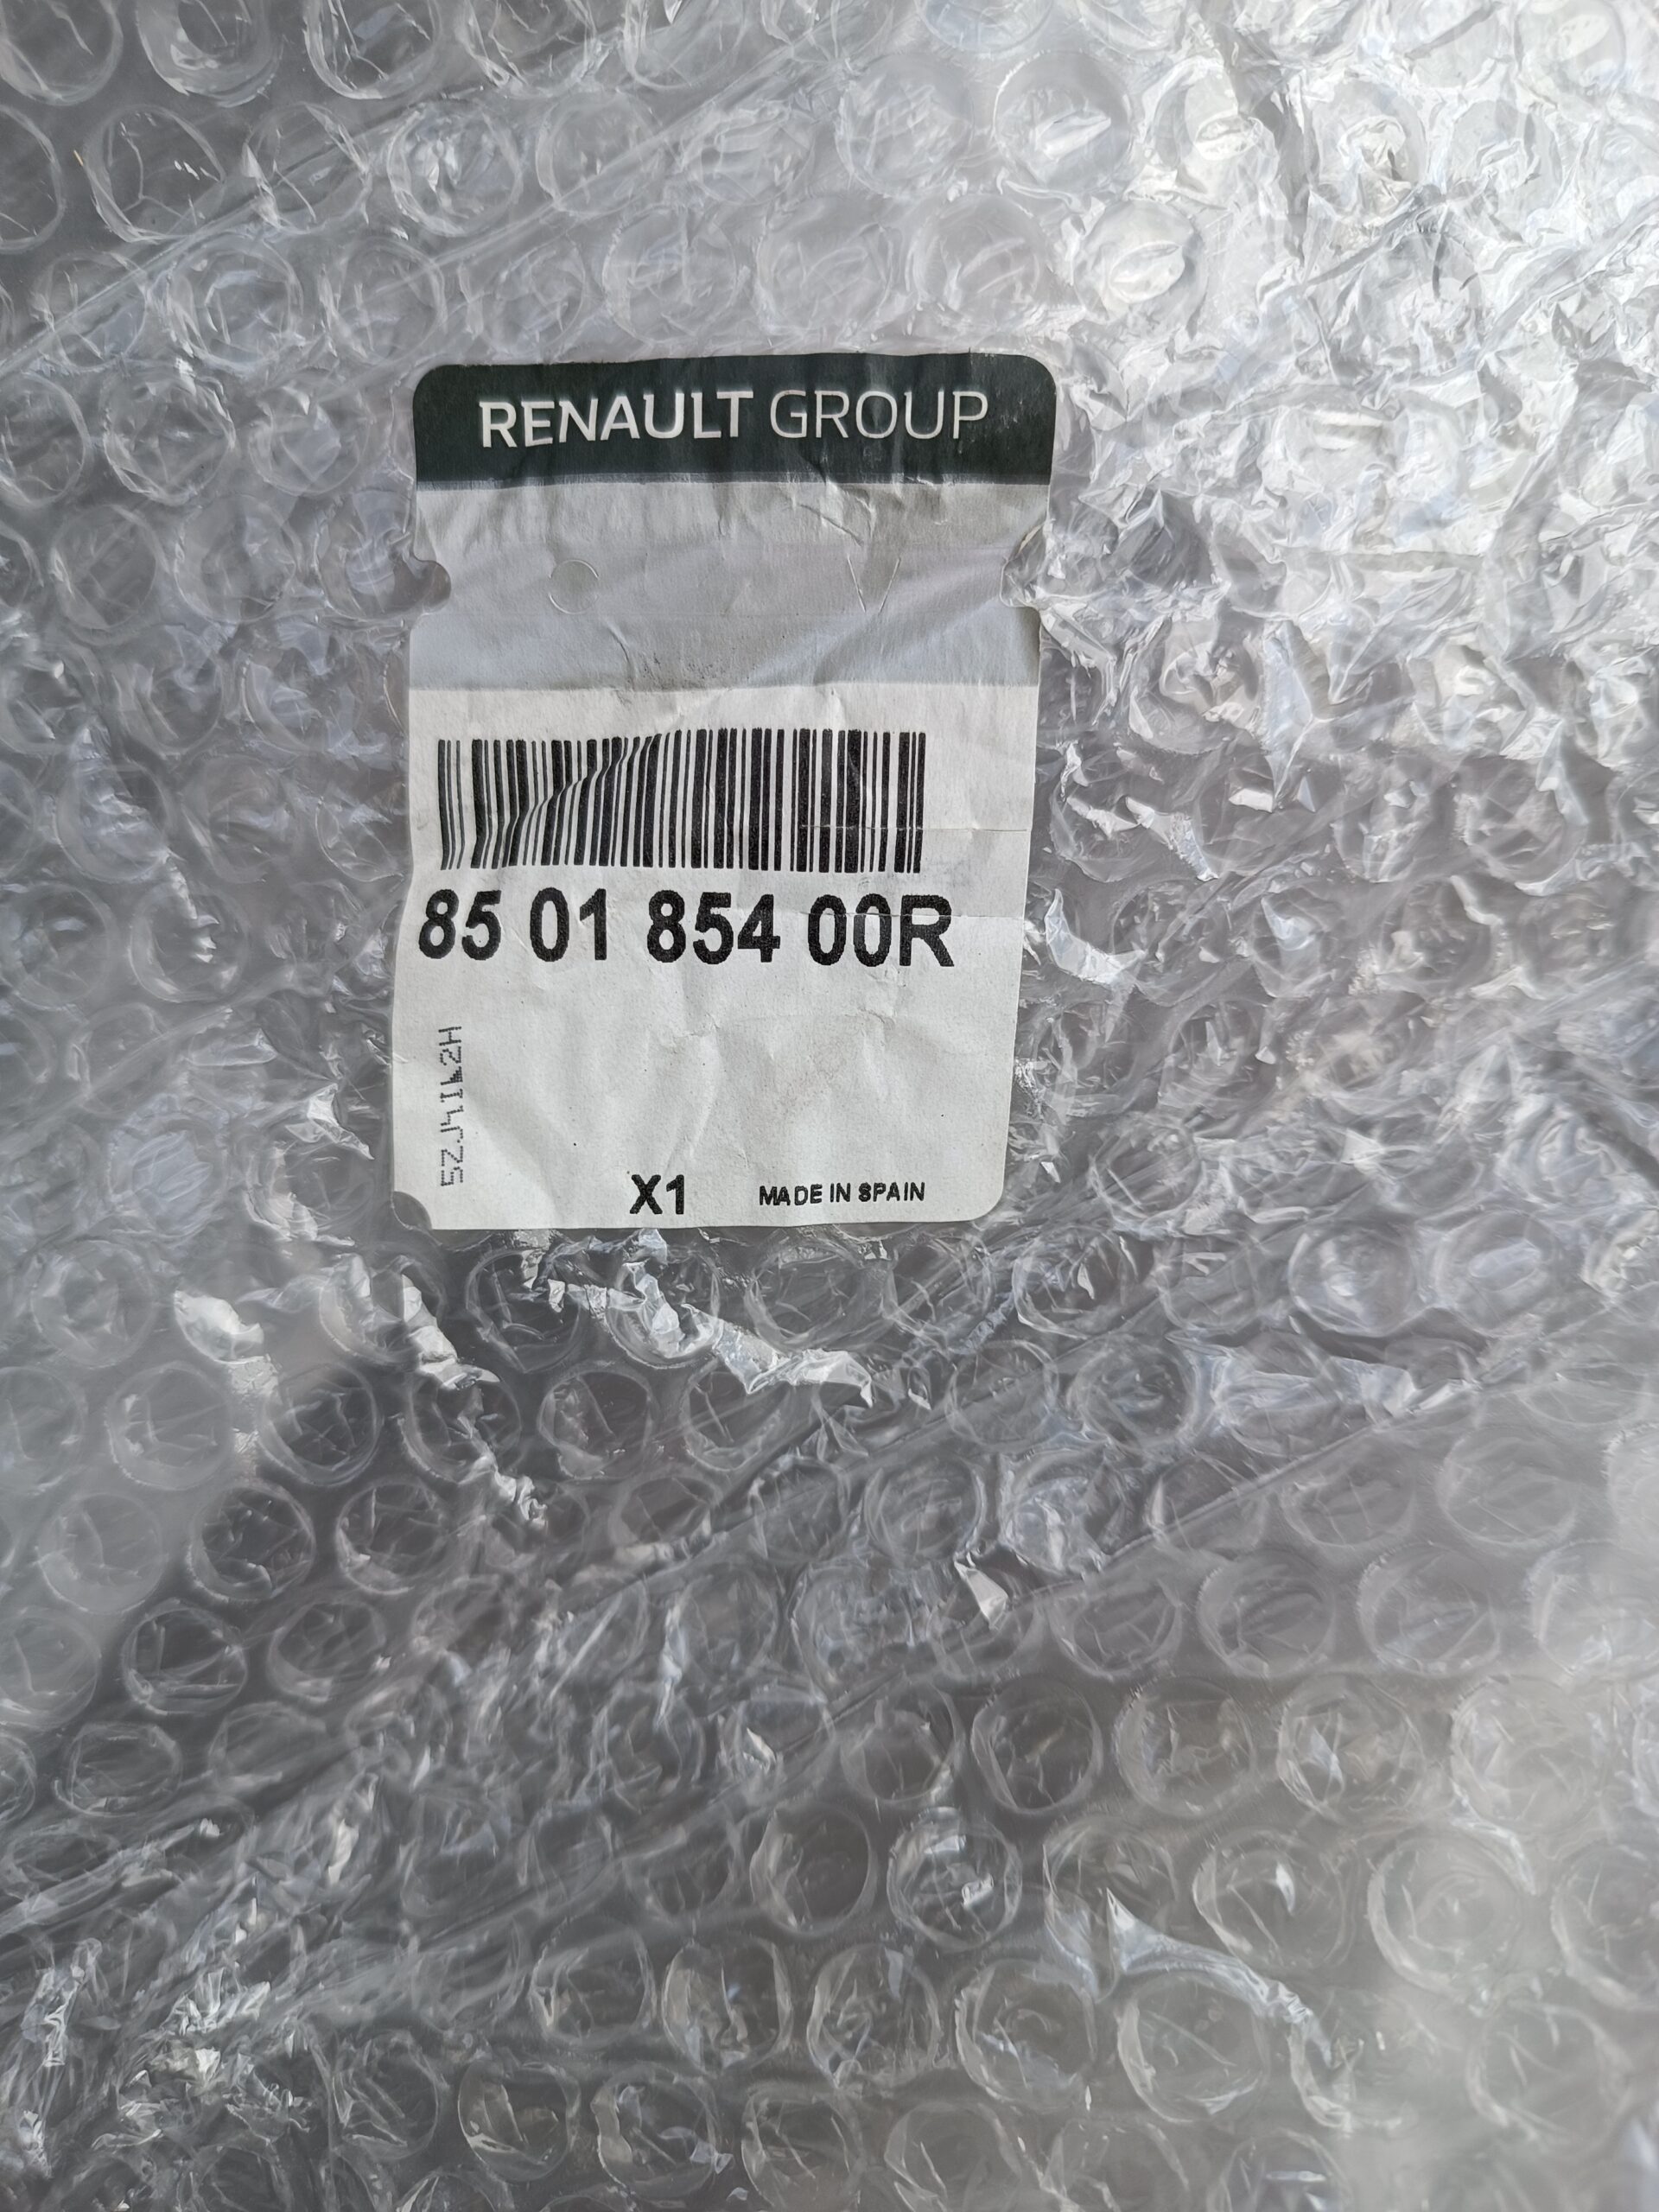 RENAULT GROUP
85 01 854 00R
X1 MADE IN SPAIN